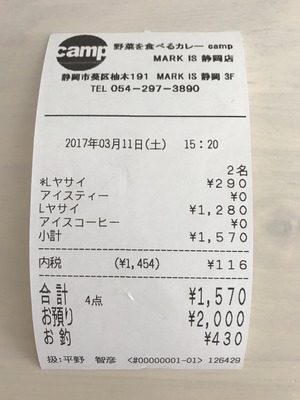 camp 野菜を食べるカレー camp
MARK IS 静岡店
静岡市葵区柚木191 MARK IS 静岡 3F
TEL 054-297-3890
2017年03月11日(土) 15:20
2名
*Lヤサイ ¥290
アイスティー ¥0
Lヤサイ ¥1,280
アイスコーヒー ¥0
小計 ¥1,570
内税 (¥1,454) ¥116
合計 4点 ¥1,570
お預り ¥2,000
お釣 ¥430
扱:平野 智彦 <#00000001-01> 126429